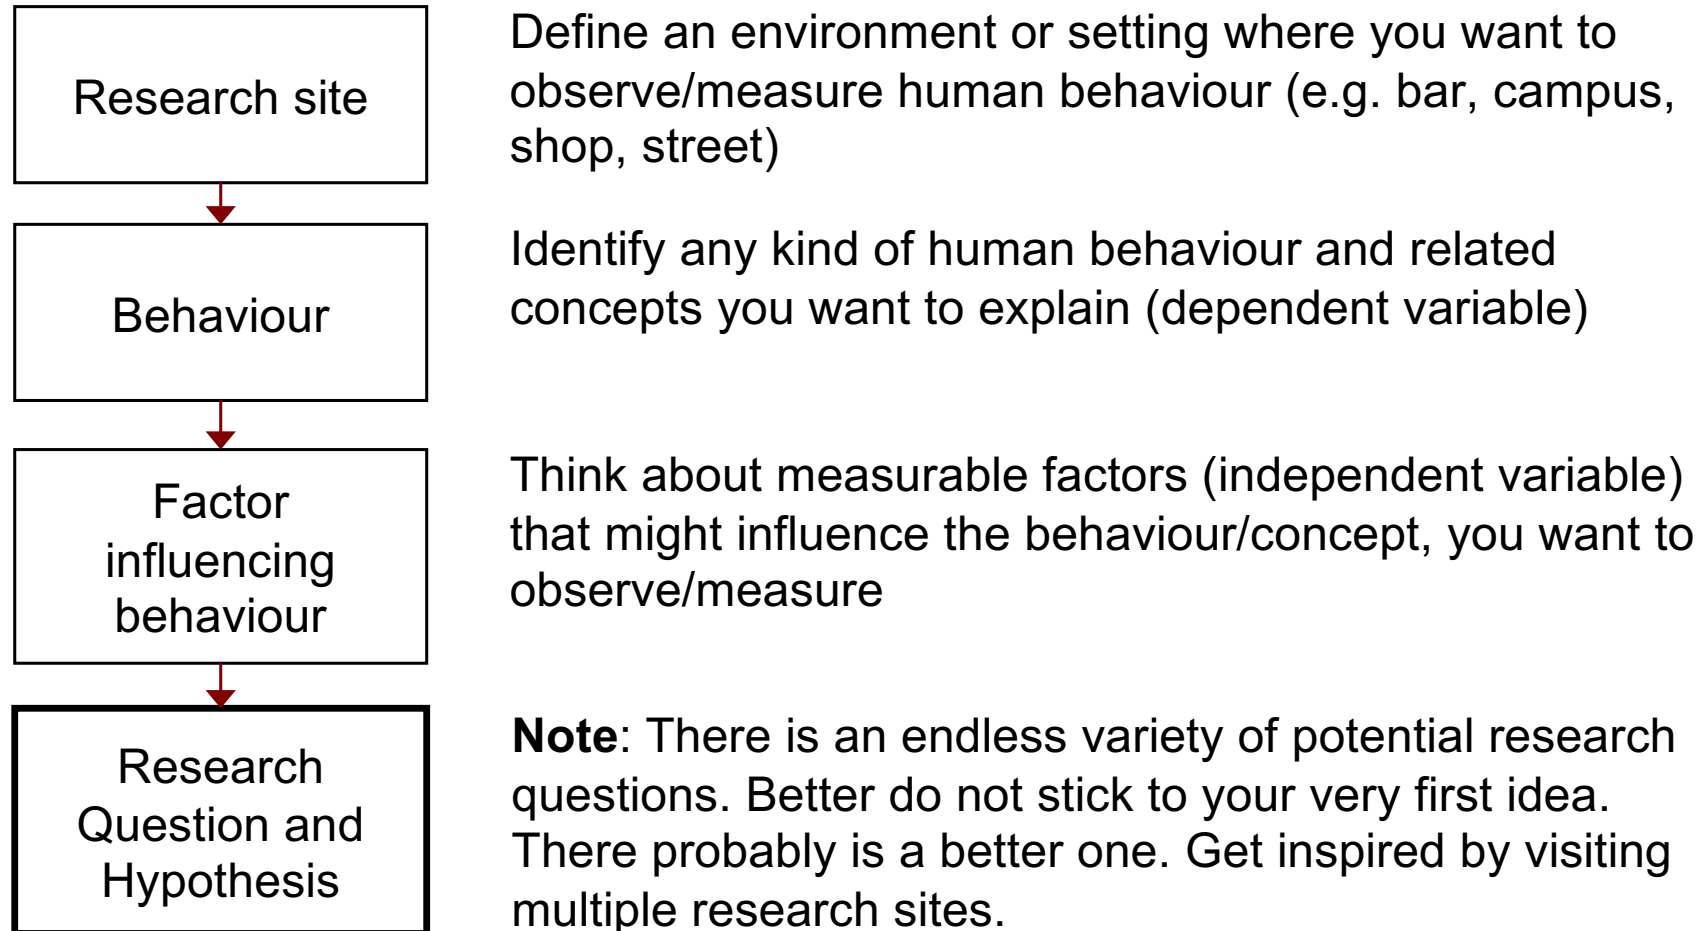 Research site
Define an environment or setting where you want to
observe/measure human behaviour (e.g. bar, campus,
shop, street)
Behaviour
Identify any kind of human behaviour and related
concepts you want to explain (dependent variable)
Factor
influencing
behaviour
Think about measurable factors (independent variable)
that might influence the behaviour/concept, you want to
observe/measure
Research
Question and
Hypothesis
Note: There is an endless variety of potential research
questions. Better do not stick to your very first idea.
There probably is a better one. Get inspired by visiting
multiple research sites.